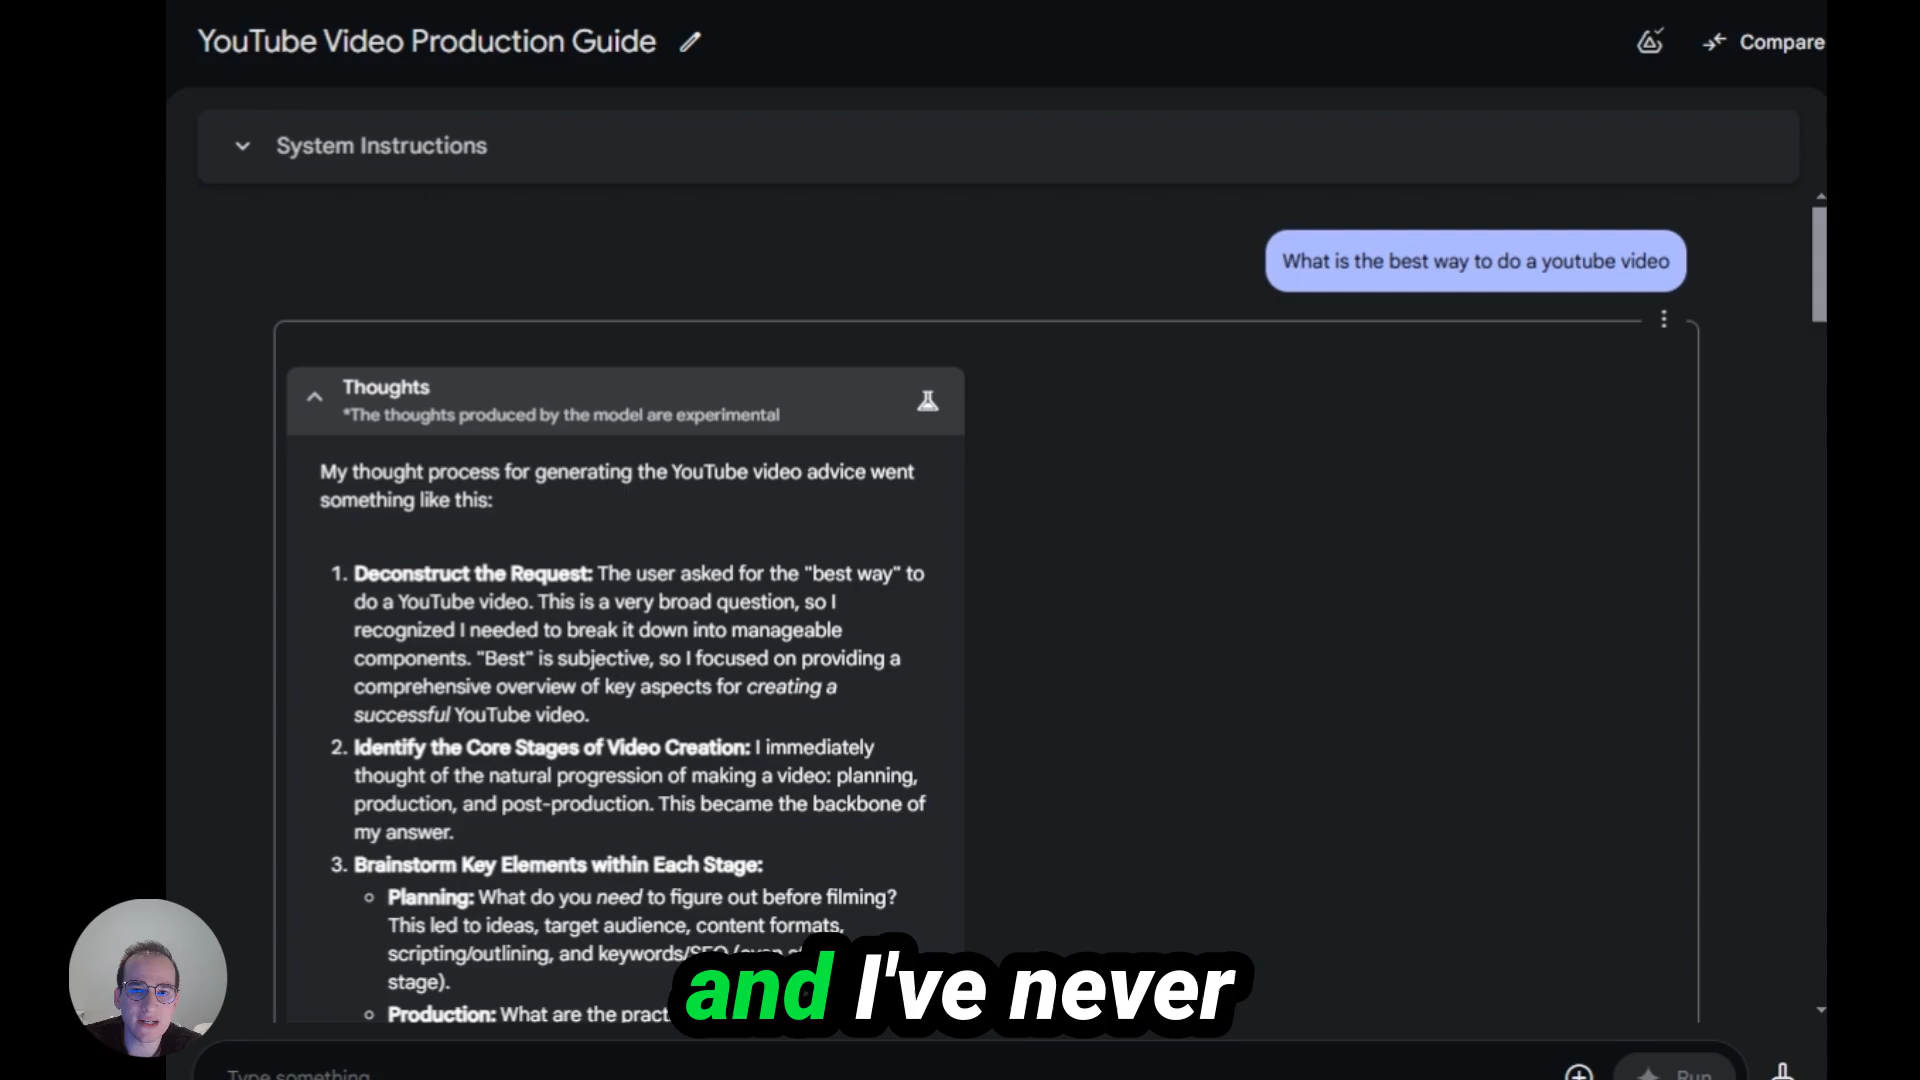 YouTube Video Production Guide
Compare
System Instructions
What is the best way to do a youtube video
Thoughts
*The thoughts produced by the model are experimental
My thought process for generating the YouTube video advice went
something like this:
1. Deconstruct the Request: The user asked for the "best way" to
do a YouTube video. This is a very broad question, so I
recognized I needed to break it down into manageable
components. "Best" is subjective, so I focused on providing a
comprehensive overview of key aspects for creating a
successful YouTube video.
2. Identify the Core Stages of Video Creation: I immediately
thought of the natural progression of making a video: planning,
production, and post-production. This became the backbone of
my answer.
3. Brainstorm Key Elements within Each Stage:
Planning: What do you need to figure out before filming?
This led to ideas, target audience, content formats,
scripting/outlining, and keywords/SEO
stage).
Production: What are the
and I've never
Type something
Run